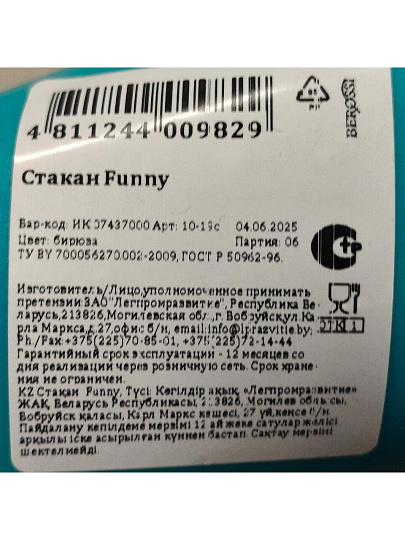 4 811244 009829
BEROSSI
Стакан Funny
Бар-код: ИК 07437000 Арт: 10-19с 04.06.2025
Цвет: бирюза Партия: 06
ТУ BY 700056270.002-2009, ГОСТ Р 50962-96.
Изготовитель/Лицо,уполномоченное принимать
претензии:ЗАО "Легпромразвитие", Республика Бе
ларусь,213826,Могилевская обл.,г. Бобруйск,ул.Ка
рла Маркса,д.27,офис б/н, email:info@lprazvitie.by;
Ph./Fax:+375(225)70-85-01, +375(225)72-14-44
Гарантийный срок эксплуатации - 12 месяцев со
дня реализации через розничную сеть. Срок хране-
ния не ограничен.
KZ Стакан Funny, Түсі: Көгілдір ақық, «Легпромразвитие»
ЖАҚ, Беларусь Республикасы, 213826, Могилев облысы,
Бобруйск қаласы, Карл Маркс көшесі, 27 үй,кеңсе б/н.
Пайдалану кепілдеме мерзімі 12 ай жеке сатулар желісі
арқылы іске асырылған күннен бастап. Сақтау мерзімі
шектелмейді.